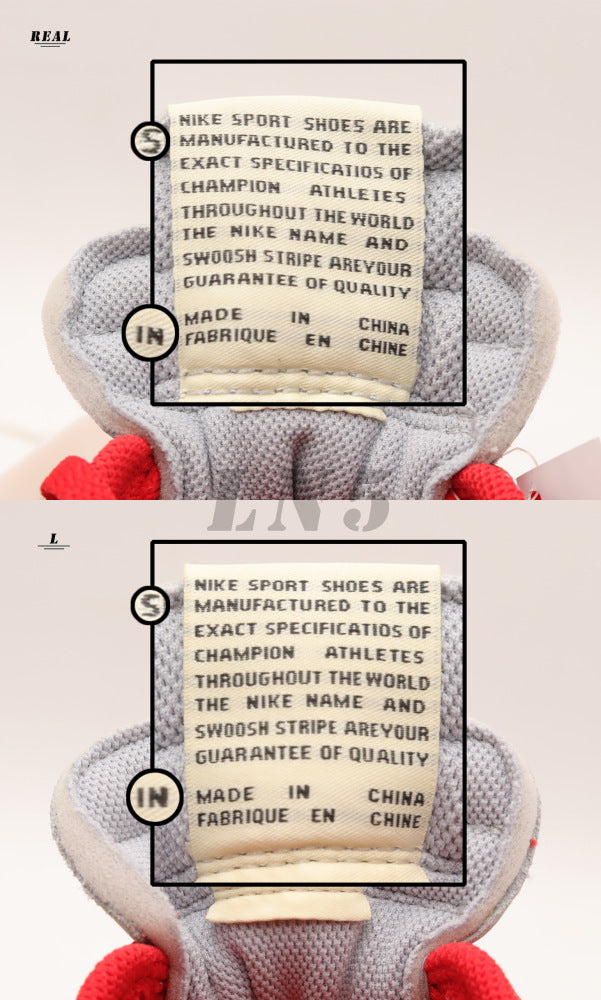 REAL
NIKE SPORT SHOES ARE
MANUFACTURED TO THE
EXACT SPECIFICATIOS OF
CHAMPION ATHLETES
THROUGHOUT THE WORLD
THE NIKE NAME AND
SWOOSH STRIPE AREYOUR
GUARANTEE OF QUALITY
MADE IN CHINA
FABRIQUE EN CHINE
S
IN
LN5
L
NIKE SPORT SHOES ARE
MANUFACTURED TO THE
EXACT SPECIFICATIOS OF
CHAMPION ATHLETES
THROUGHOUT THE WORLD
THE NIKE NAME AND
SWOOSH STRIPE AREYOUR
GUARANTEE OF QUALITY
MADE IN CHINA
FABRIQUE EN CHINE
S
IN